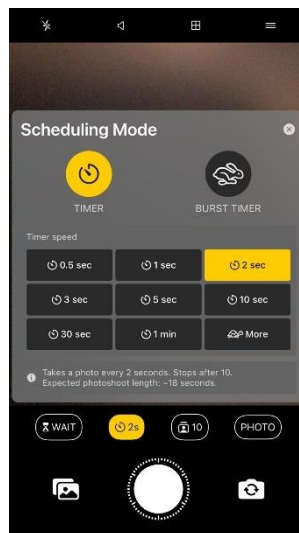 Scheduling Mode
TIMER
BURST TIMER
Timer speed
0.5 sec
1 sec
2 sec
3 sec
5 sec
10 sec
30 sec
1 min
More
Takes a photo every 2 seconds. Stops after 10.
Expected photoshoot length: ~18 seconds.
WAIT
2s
10
PHOTO